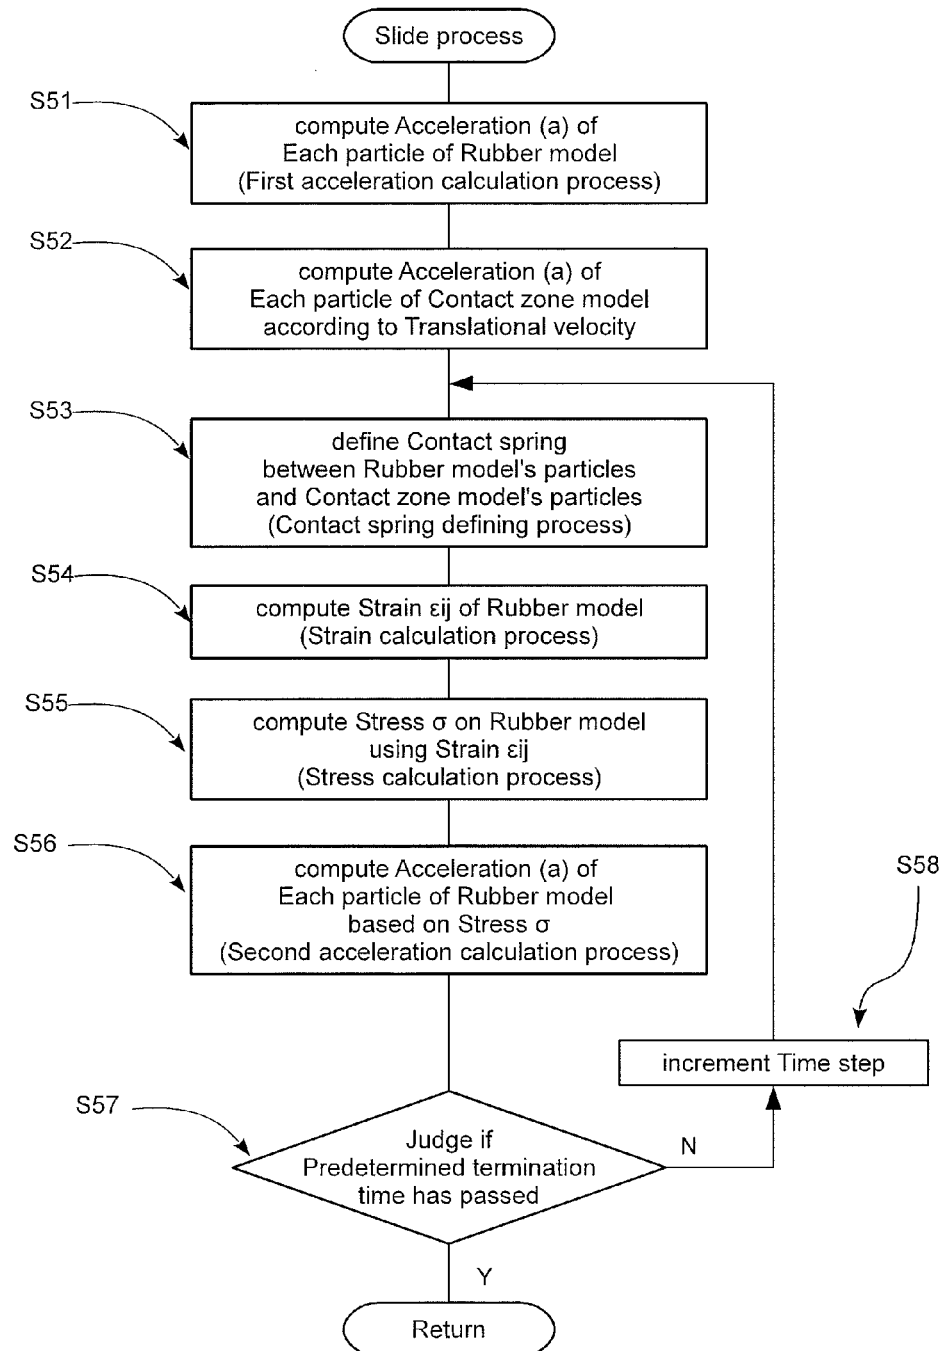 Slide process
S51
compute Acceleration (a) of
Each particle of Rubber model
(First acceleration calculation process)
S52
compute Acceleration (a) of
Each particle of Contact zone model
according to Translational velocity
S53
define Contact spring
between Rubber model's particles
and Contact zone model's particles
(Contact spring defining process)
S54
compute Strain εij of Rubber model
(Strain calculation process)
S55
compute Stress σ on Rubber model
using Strain εij
(Stress calculation process)
S56
compute Acceleration (a) of
Each particle of Rubber model
based on Stress σ
(Second acceleration calculation process)
S58
increment Time step
S57
Judge if
Predetermined termination
time has passed
N
Y
Return